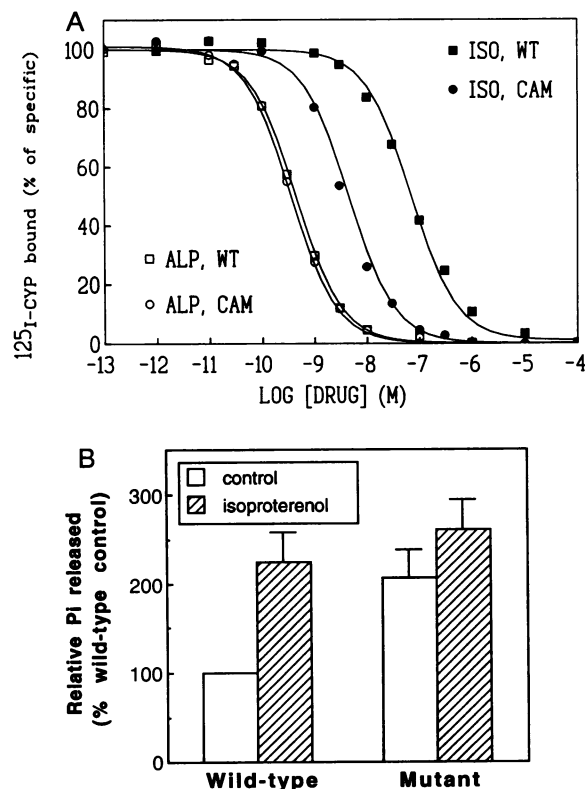 A
125I-CYP bound (% of specific)
100
80
60
40
20
0
■ ISO, WT
● ISO, CAM
□ ALP, WT
○ ALP, CAM
-13 -12 -11 -10 -9 -8 -7 -6 -5 -4
LOG [DRUG] (M)
B
Relative Pi released
(% wild-type control)
300
200
100
0
control
isoproterenol
Wild-type Mutant